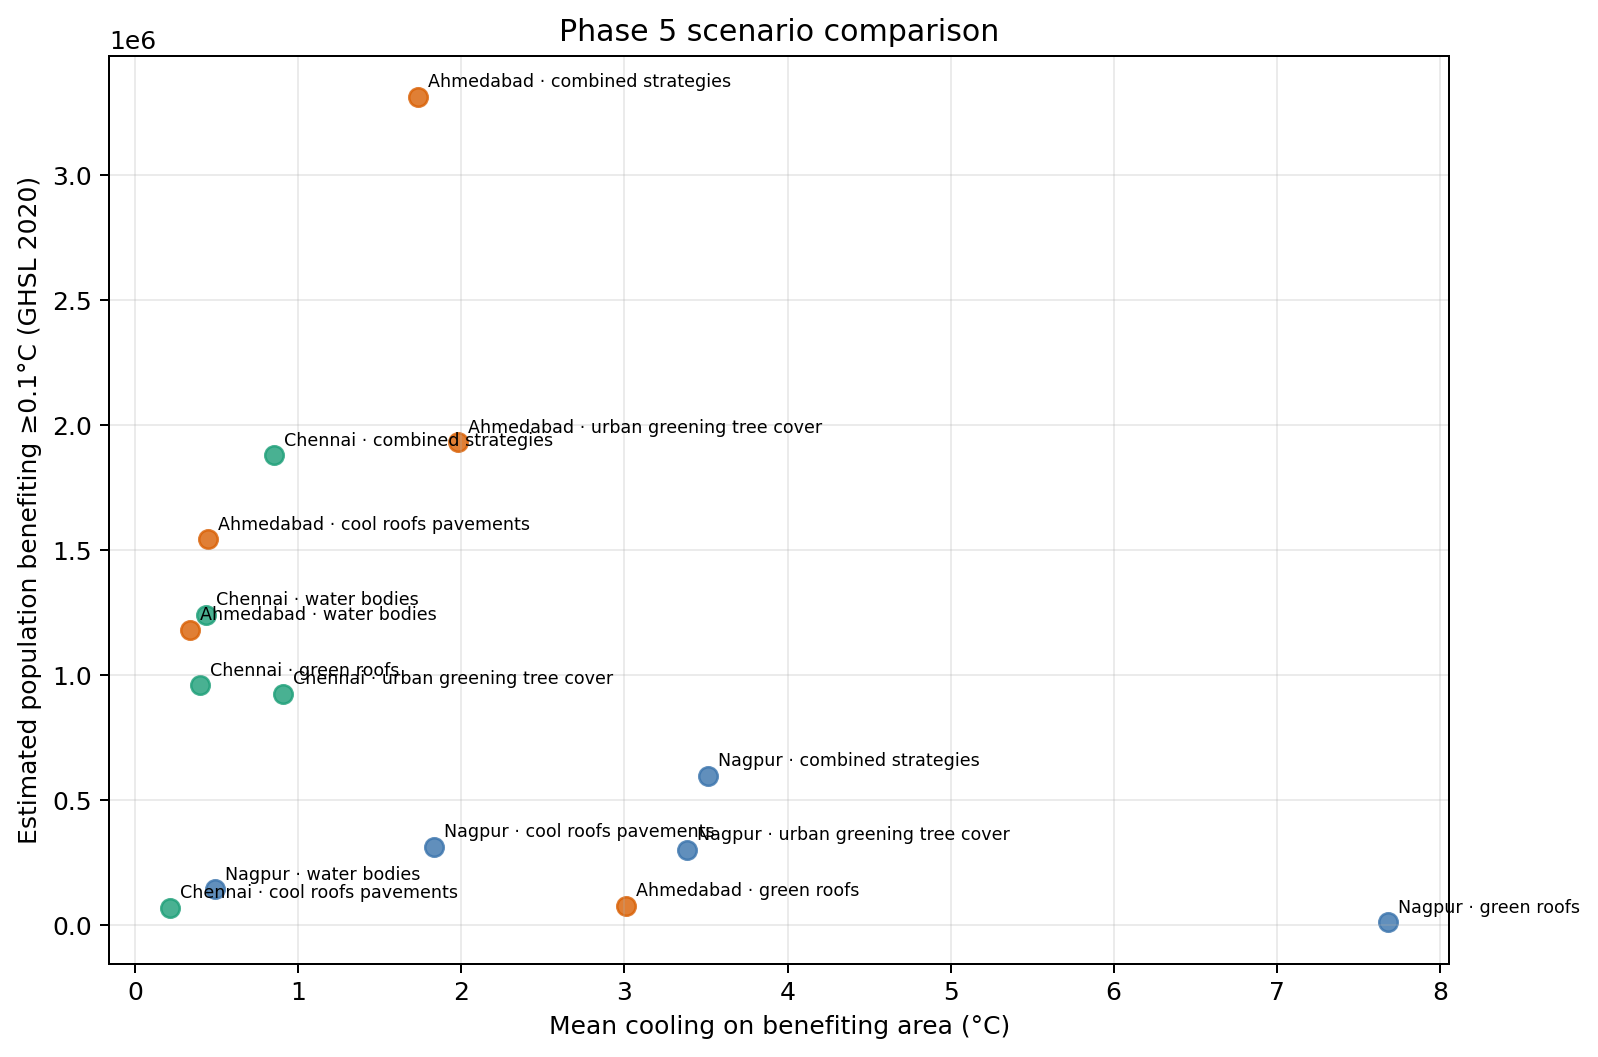 Phase 5 scenario comparison
1e6
Ahmedabad · combined strategies
3.0
2.5
2.0
Ahmedabad · urban greening tree cover
Chennai · combined strategies
Ahmedabad · cool roofs pavements
1.5
Chennai · water bodies
Ahmedabad · water bodies
1.0
Chennai · green roofs
Chennai · urban greening tree cover
Nagpur · combined strategies
0.5
Nagpur · cool roofs pavements
Nagpur · urban greening tree cover
Nagpur · water bodies
Chennai · cool roofs pavements
Ahmedabad · green roofs
Nagpur · green roofs
0.0
Estimated population benefiting ≥0.1°C (GHSL 2020)
0 1 2 3 4 5 6 7 8
Mean cooling on benefiting area (°C)